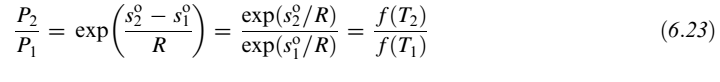 P₂/P₁ = exp((s₂° − s₁°)/R) = exp(s₂°/R)/exp(s₁°/R) = f(T₂)/f(T₁) (6.23)